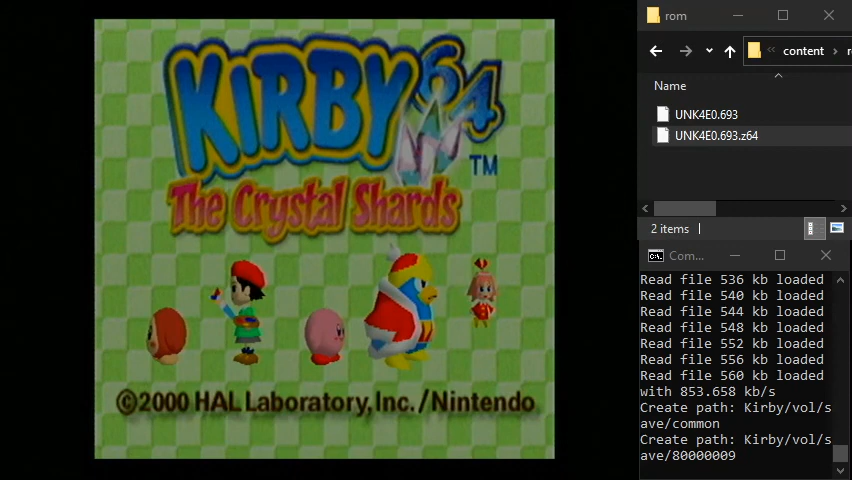 KIRBY 64
TM
The Crystal Shards
©2000 HAL Laboratory, Inc./Nintendo
rom
content
Name
UNK4E0.693
UNK4E0.693.z64
2 items
C:\.
Com...
Read file 536 kb loaded
Read file 540 kb loaded
Read file 544 kb loaded
Read file 548 kb loaded
Read file 552 kb loaded
Read file 556 kb loaded
Read file 560 kb loaded
with 853.658 kb/s
Create path: Kirby/vol/s
ave/common
Create path: Kirby/vol/s
ave/80000009